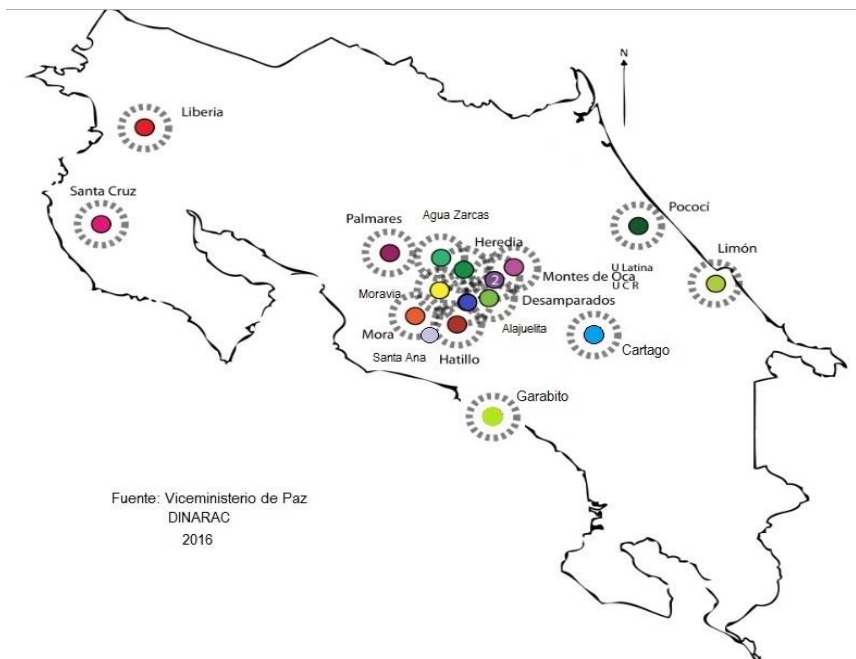 N
Liberia
Santa Cruz
Palmares
Agua Zarcas
Heredia
Pococí
Limón
U Latina
Montes de Oca
U C R
2
Moravia
Desamparados
Mora
Alajuelita
Santa Ana
Hatillo
Cartago
Garabito
Fuente: Viceministerio de Paz
DINARAC
2016